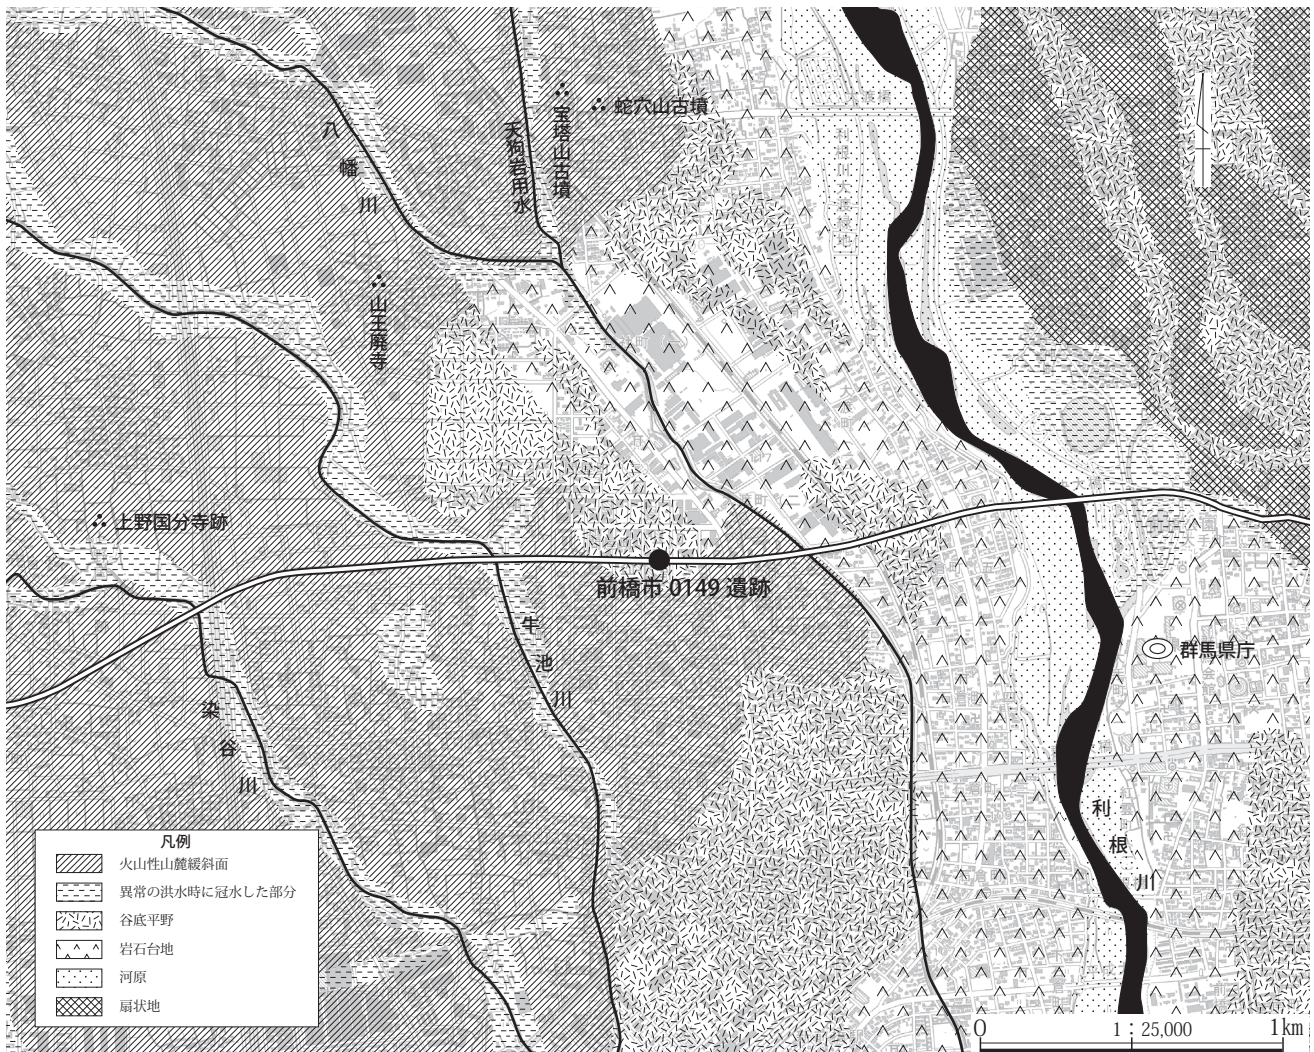 蛇穴山古墳
宝塔山古墳
天狗岩用水
八幡川
山王廃寺
上野国分寺跡
前橋市 0149 遺跡
牛池川
群馬県庁
染谷川
利根川
凡例
火山性山麓緩斜面
異常の洪水時に冠水した部分
谷底平野
岩石台地
河原
扇状地
0 1:25,000 1km